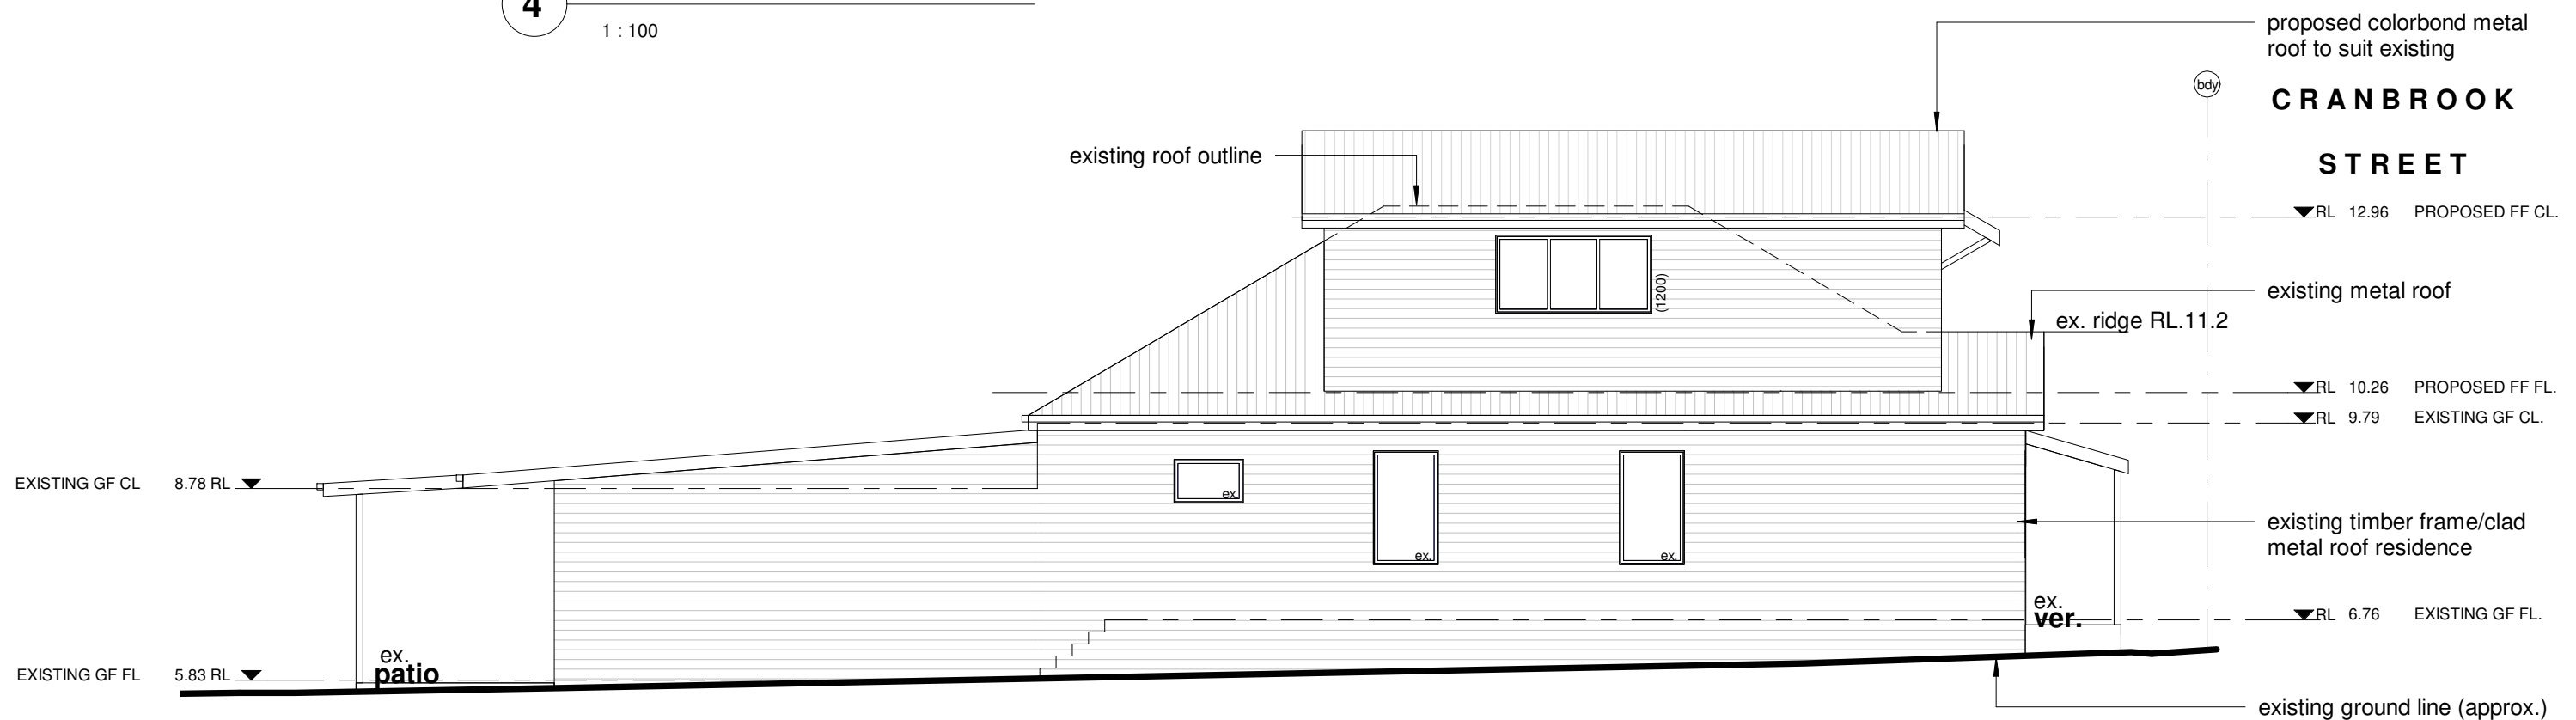 4
1 : 100
proposed colorbond metal
roof to suit existing
bdy
CRANBROOK
STREET
existing roof outline
RL 12.96 PROPOSED FF CL.
(1200)
existing metal roof
ex. ridge RL.11.2
RL 10.26 PROPOSED FF FL.
RL 9.79 EXISTING GF CL.
EXISTING GF CL 8.78 RL
ex.
ex.
ex.
existing timber frame/clad
metal roof residence
ex.
ver.
RL 6.76 EXISTING GF FL.
ex.
patio
EXISTING GF FL 5.83 RL
existing ground line (approx.)